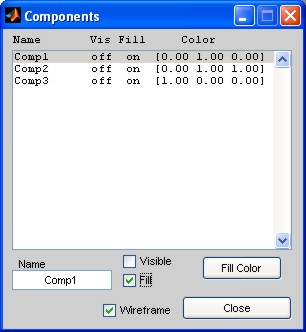 Components
Name Vis Fill Color
Comp1 off on [0.00 1.00 0.00]
Comp2 off on [0.00 1.00 1.00]
Comp3 off on [1.00 0.00 0.00]
Name
Visible
Comp1
Fill
Fill Color
Wireframe
Close